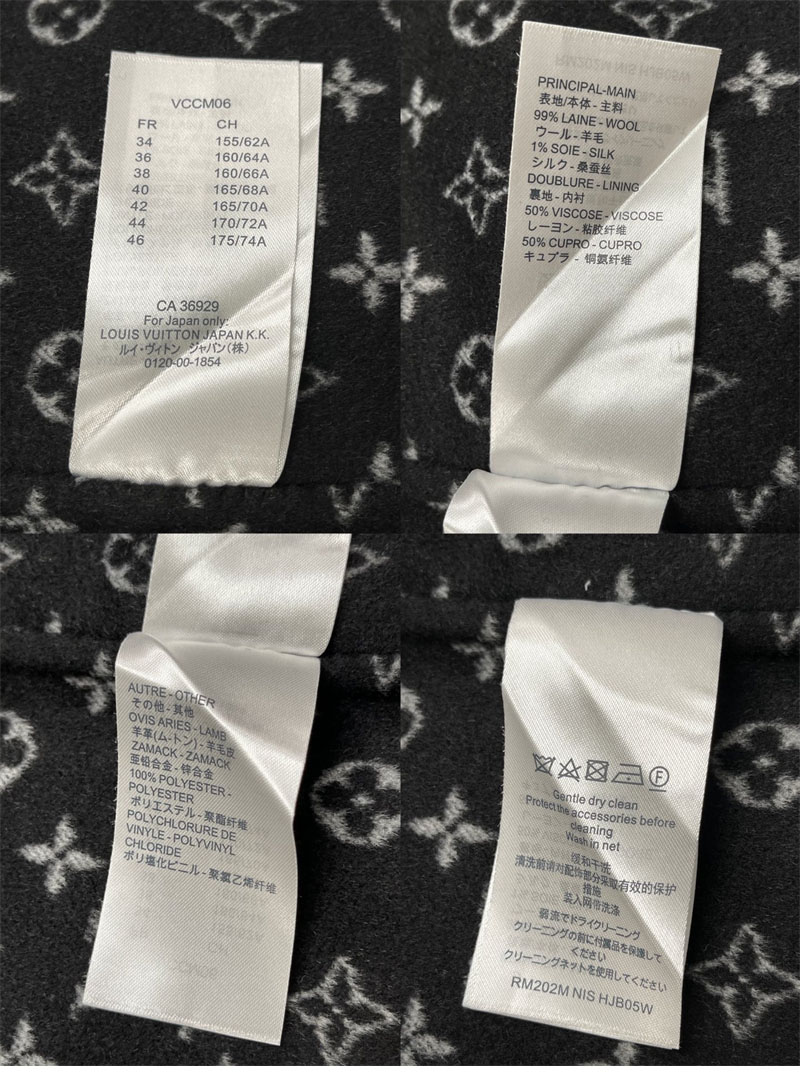 VCCM06
FR CH
34 155/62A
36 160/64A
38 160/66A
40 165/68A
42 165/70A
44 170/72A
46 175/74A
CA 36929
For Japan only:
LOUIS VUITTON JAPAN K.K.
ルイ・ヴィトン ジャパン(株)
0120-00-1854
PRINCIPAL-MAIN
表地/本体-主料
99% LAINE-WOOL
ウール-羊毛
1% SOIE-SILK
シルク-桑蚕丝
DOUBLURE-LINING
裏地-内衬
50% VISCOSE-VISCOSE
レーヨン-粘胶纤维
50% CUPRO-CUPRO
キュプラ-铜氨纤维
AUTRE-OTHER
その他-其他
OVIS ARIES-LAMB
羊革(ムートン)-羊毛皮
ZAMACK-ZAMACK
亜鉛合金-锌合金
100% POLYESTER-
POLYESTER
ポリエステル-聚酯纤维
POLYCHLORURE DE
VINYLE-POLYVINYL
CHLORIDE
ポリ塩化ビニル-聚氯乙烯纤维
P
Gentle dry clean
Protect the accessories before
cleaning
Wash in net
缓和干洗
清洗前请对配饰部分采取有效的保护
措施
装入网带洗涤
弱流でドライクリーニング
クリーニングの前に付属品を保護して
ください
クリーニングネットを使用してください
RM202M NIS HJB05W